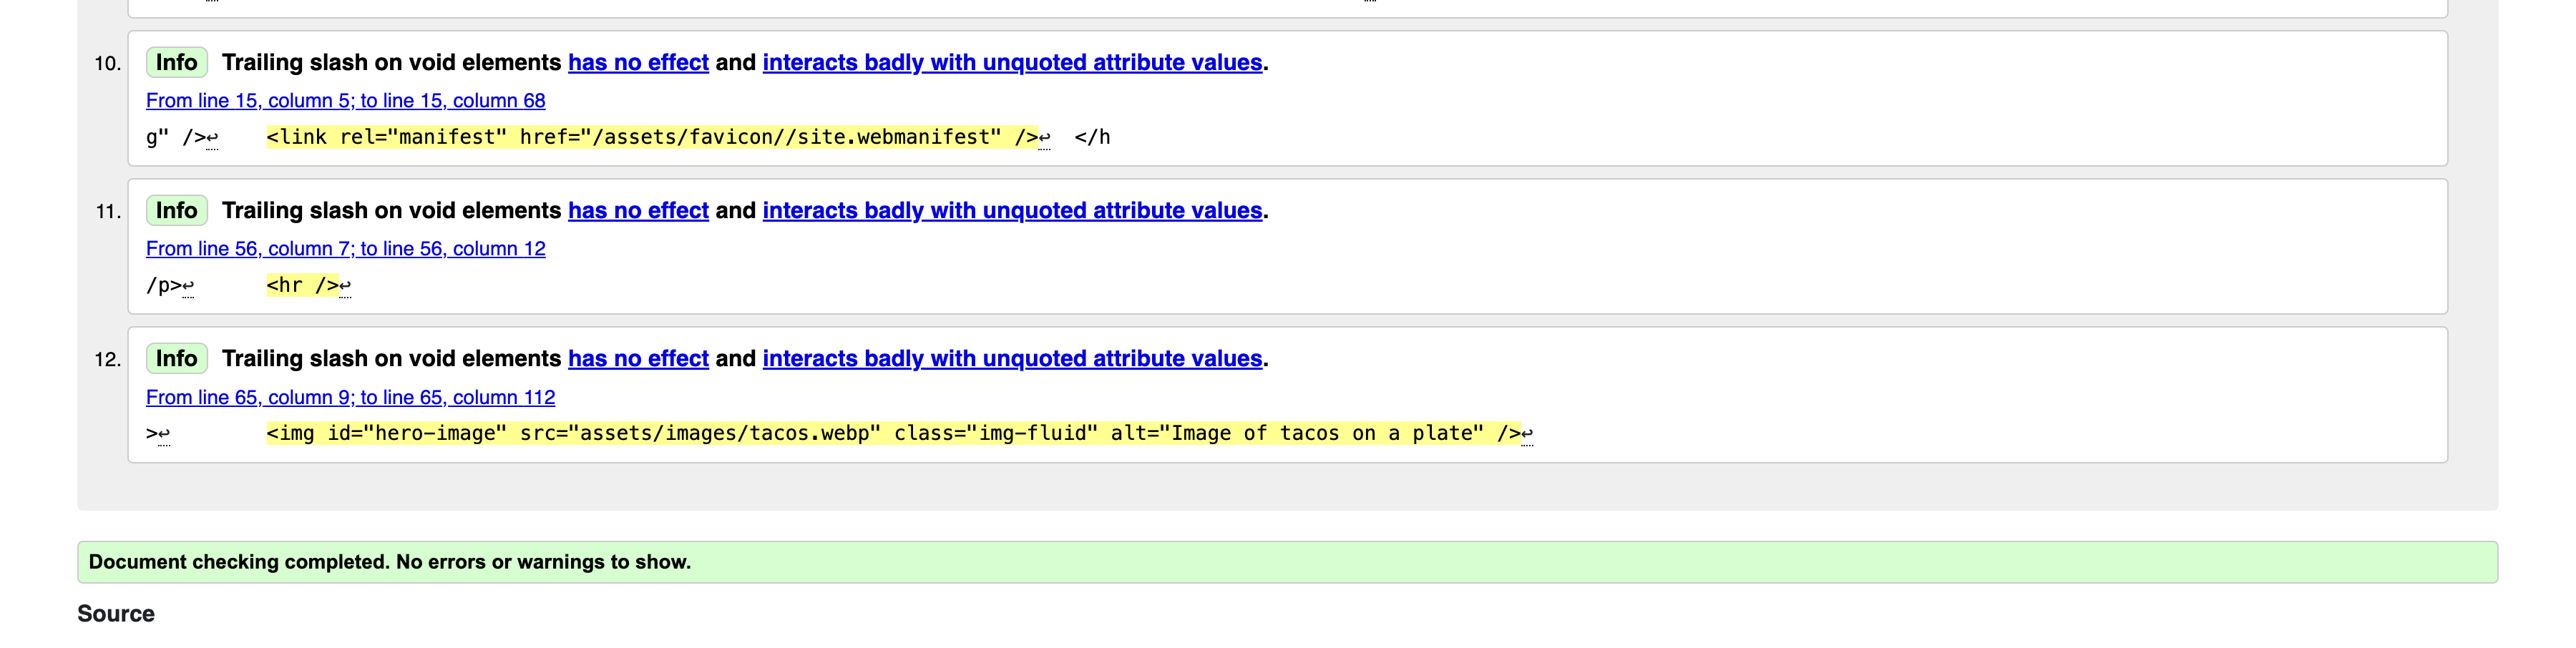 10. Info Trailing slash on void elements has no effect and interacts badly with unquoted attribute values.
From line 15, column 5; to line 15, column 68
g" />↩    <link rel="manifest" href="/assets/favicon//site.webmanifest" />↩  </h
11. Info Trailing slash on void elements has no effect and interacts badly with unquoted attribute values.
From line 56, column 7; to line 56, column 12
/p>↩      <hr />↩
12. Info Trailing slash on void elements has no effect and interacts badly with unquoted attribute values.
From line 65, column 9; to line 65, column 112
>↩        <img id="hero-image" src="assets/images/tacos.webp" class="img-fluid" alt="Image of tacos on a plate" />↩
Document checking completed. No errors or warnings to show.
Source